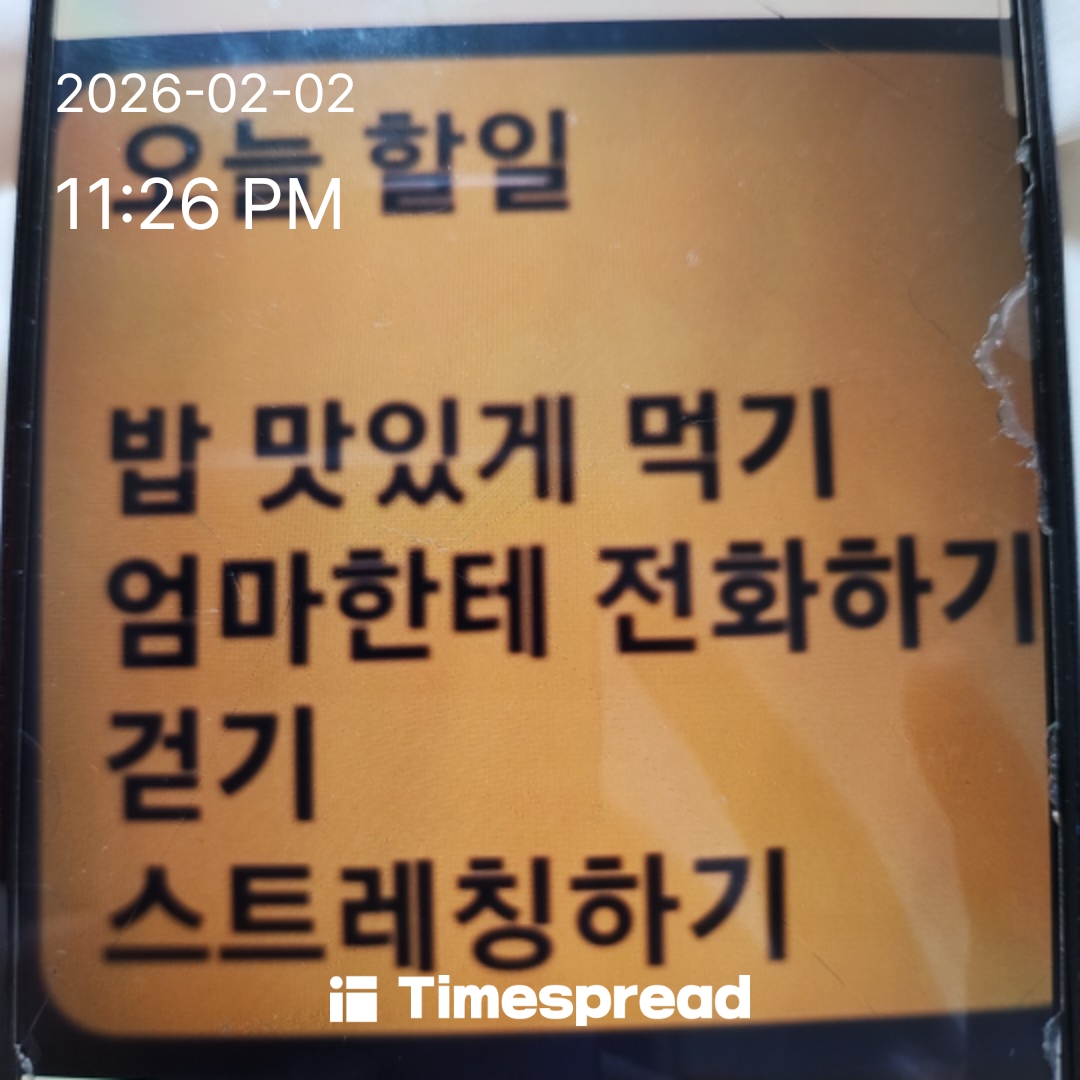 2026-02-02
오늘 할일
11:26 PM
밥 맛있게 먹기
엄마한테 전화하기
걷기
스트레칭하기
Timespread